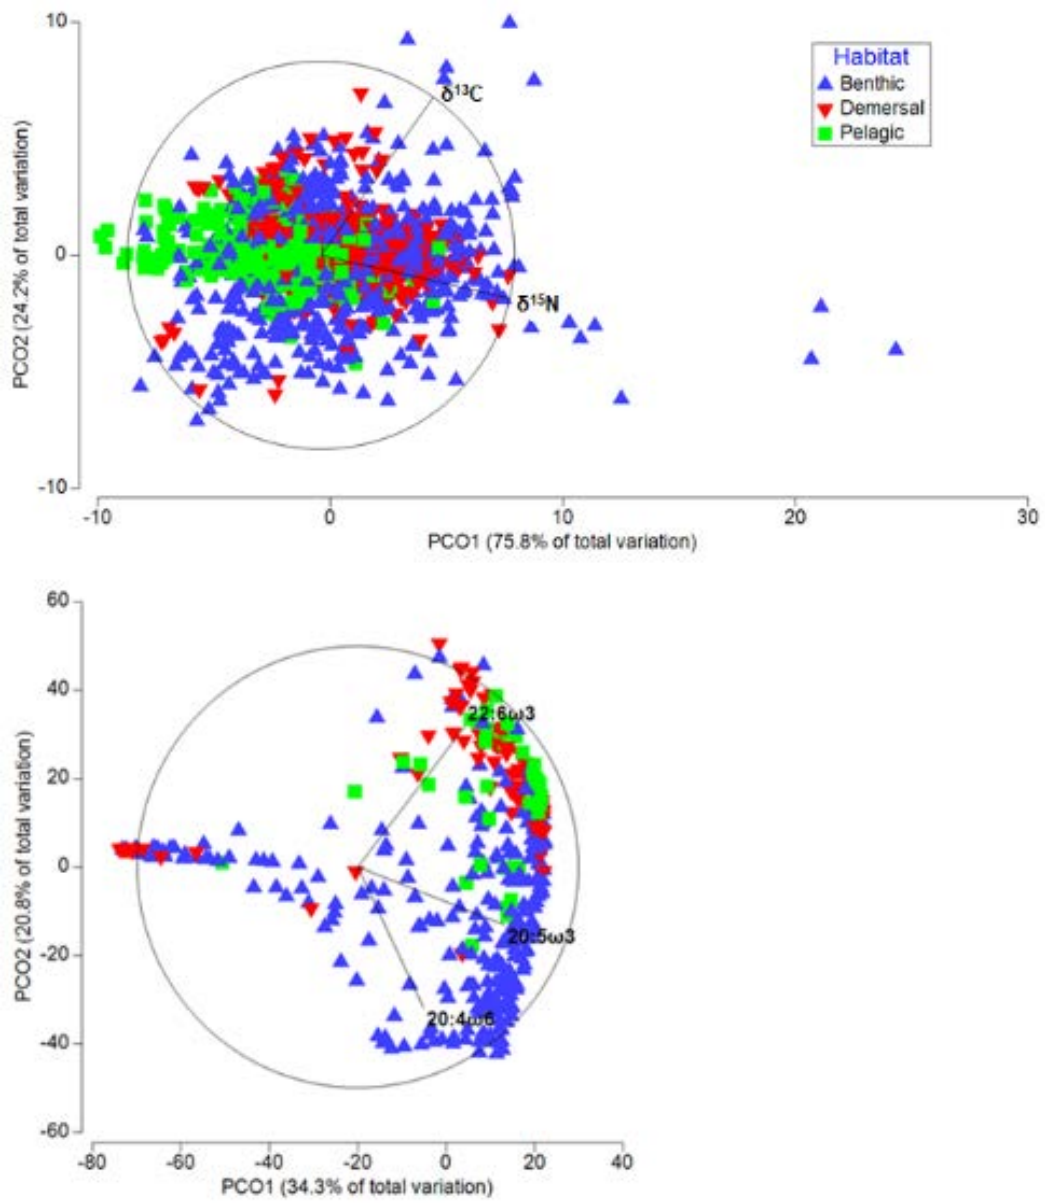 10
0
-10
PCO2 (24.2% of total variation)
δ¹³C
δ¹⁵N
Habitat
Benthic
Demersal
Pelagic
-10 0 10 20 30
PCO1 (75.8% of total variation)
60
40
20
0
-20
-40
-60
PCO2 (20.8% of total variation)
22:6ω3
20:5ω3
20:4ω6
-80 -60 -40 -20 0 20 40
PCO1 (34.3% of total variation)